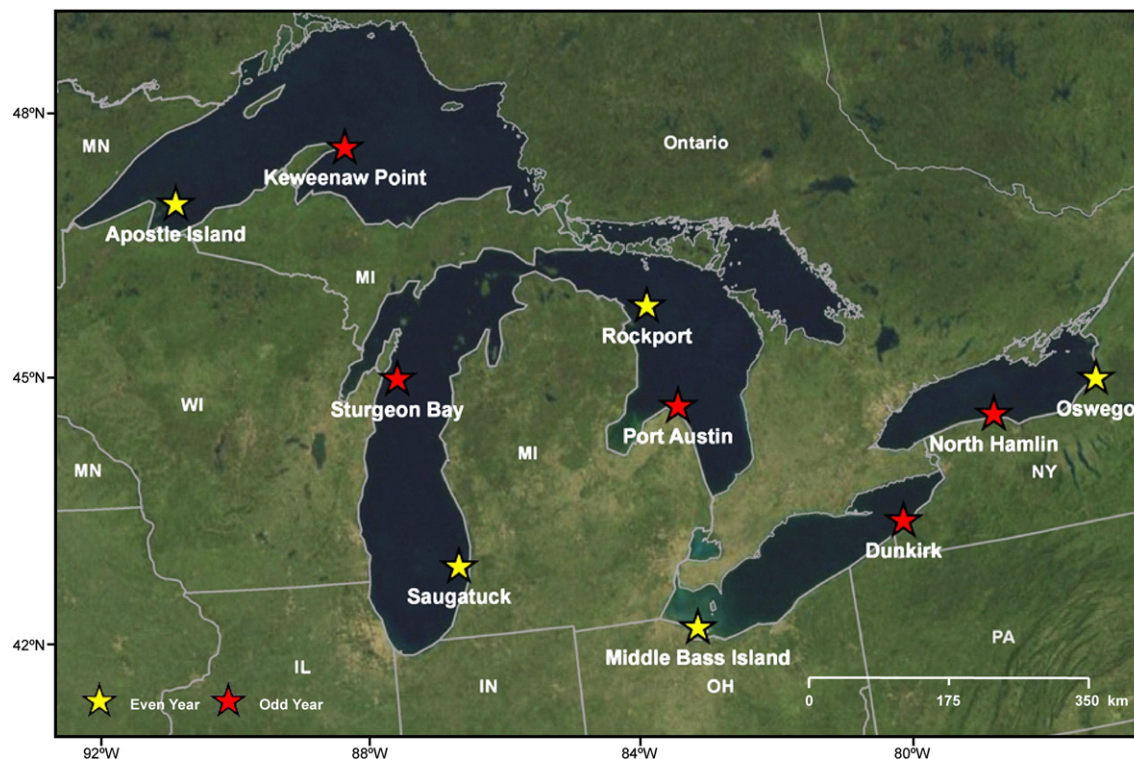 48ºN
MN
Ontario
Keweenaw Point
Apostle Island
MI
Rockport
45ºN
Sturgeon Bay
WI
Port Austin
Oswego
North Hamlin
MI
MN
NY
Dunkirk
Saugatuck
42ºN
Middle Bass Island
PA
IL
IN
OH
Even Year
Odd Year
0 175 350 km
92ºW 88ºW 84ºW 80ºW